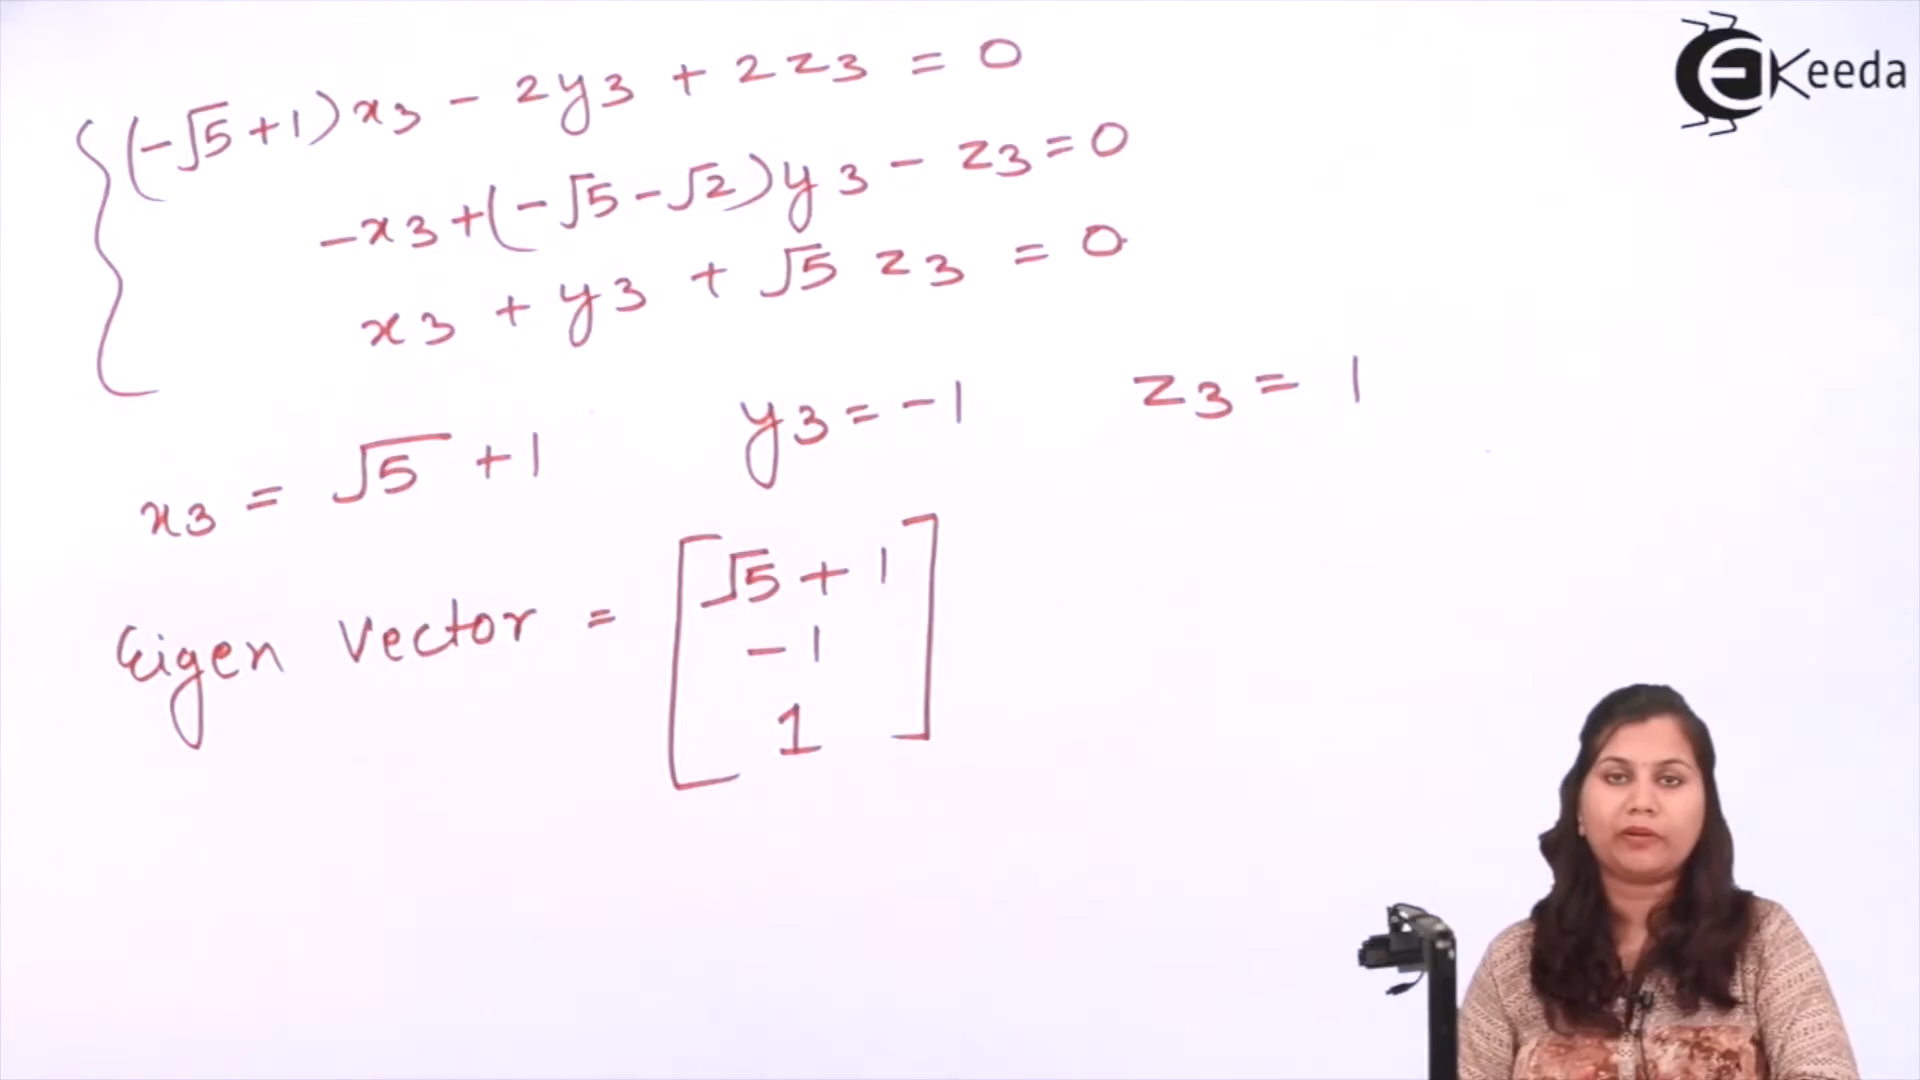 EKeeda
(-√5+1)x3 - 2y3 + 2z3 = 0
-x3+(-√5-√2)y3 - z3=0
x3 + y3 + √5 z3 = 0
x3 = √5 +1 y3 = -1 z3 = 1
Eigen Vector = [√5 + 1
-1
1]